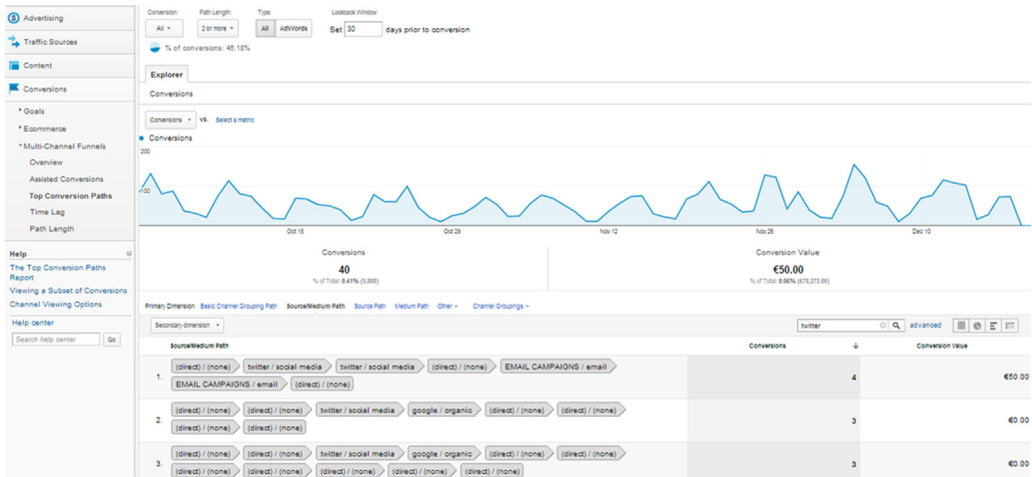 Advertising
Traffic Sources
Content
Conversions
Goals
Ecommerce
Multi-Channel Funnels
Overview
Assisted Conversions
Top Conversion Paths
Time Lag
Path Length
Help
The Top Conversion Paths
Report
Viewing a Subset of Conversions
Channel Viewing Options
Help center
Search help center Go
Conversion: Path Length: Type: Lookback Window:
All 2 or more All AdWords Set 30 days prior to conversion
% of conversions: 46.18%
Explorer
Conversions
Conversions VS. Select a metric
Conversions
200
100
Oct 15 Oct 29 Nov 12 Nov 26 Dec 10
Conversions Conversion Value
40 €50.00
% of Total: 0.41% % of Total: 0.06%
Primary Dimension: Basic Channel Grouping Path Source/Medium Path Source Path Medium Path Other Channel Groupings
Secondary dimension twitter advanced
Source/Medium Path Conversions Conversion Value
1. (direct) / (none) twitter / social media twitter / social media (direct) / (none) EMAIL CAMPAIGNS / email 4 €50.00
EMAIL CAMPAIGNS / email (direct) / (none)
2. (direct) / (none) (direct) / (none) twitter / social media google / organic (direct) / (none) (direct) / (none) 3 €0.00
(direct) / (none) (direct) / (none)
3. (direct) / (none) (direct) / (none) twitter / social media google / organic (direct) / (none) (direct) / (none) 3 €0.00
(direct) / (none) (direct) / (none) (direct) / (none) (direct) / (none) (direct) / (none)